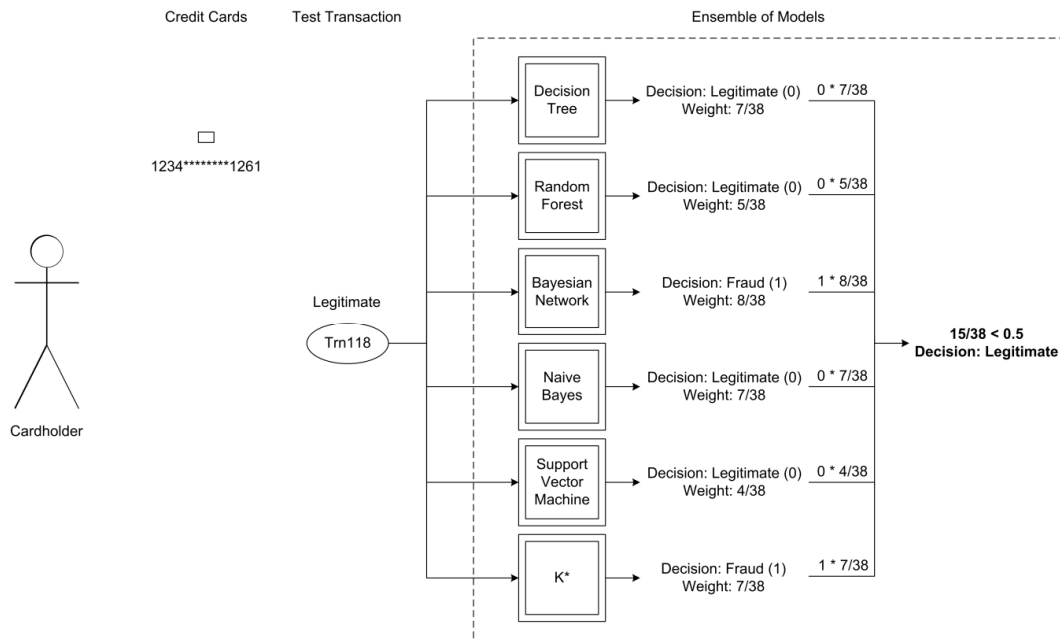 Credit Cards
Test Transaction
Ensemble of Models
Decision
Tree
Decision: Legitimate (0)
Weight: 7/38
0 * 7/38
1234********1261
Random
Forest
Decision: Legitimate (0)
Weight: 5/38
0 * 5/38
Bayesian
Network
Decision: Fraud (1)
Weight: 8/38
1 * 8/38
Legitimate
Trn118
15/38 < 0.5
Decision: Legitimate
Naive
Bayes
Decision: Legitimate (0)
Weight: 7/38
0 * 7/38
Cardholder
Support
Vector
Machine
Decision: Legitimate (0)
Weight: 4/38
0 * 4/38
K*
Decision: Fraud (1)
Weight: 7/38
1 * 7/38